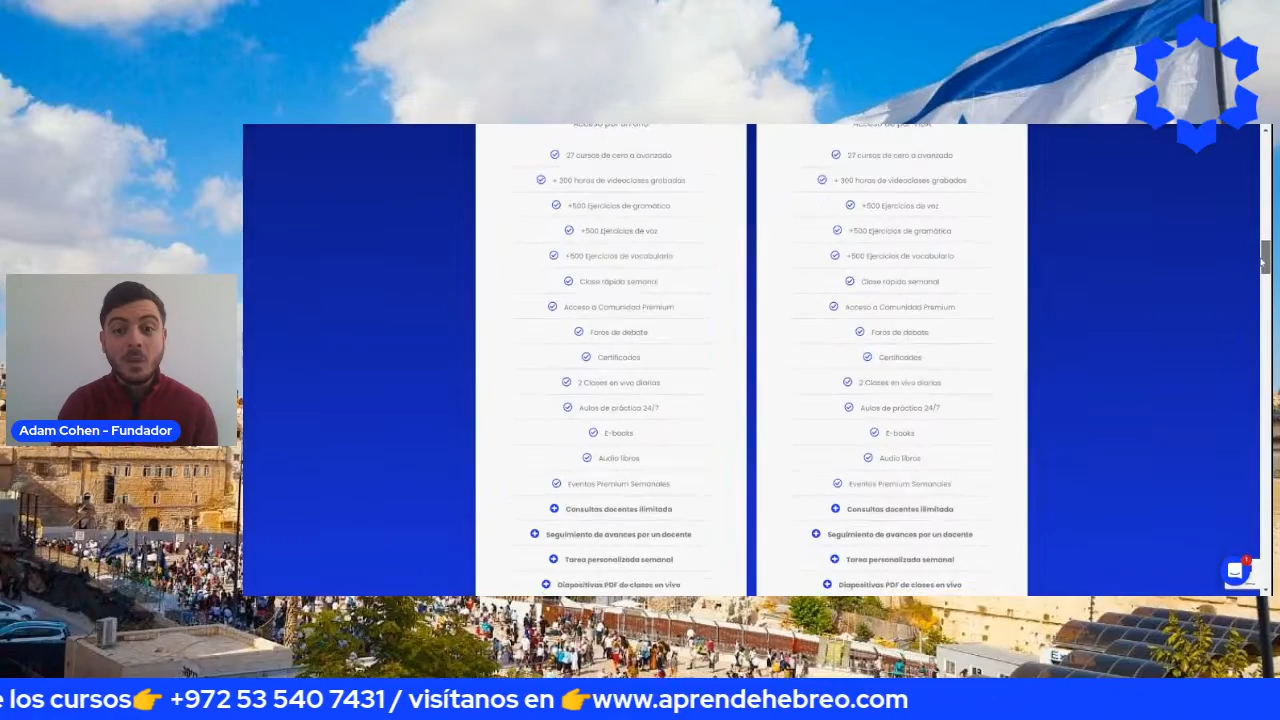 27 cursos de cero a avanzado
+ 300 horas de videoclases grabadas
+500 Ejercicios de gramática
+500 Ejercicios de voz
+500 Ejercicios de vocabulario
Clase rápida semanal
Acceso a Comunidad Premium
Foros de debate
Certificados
2 Clases en vivo diarias
Aulas de práctica 24/7
E-books
Audio libros
Eventos Premium Semanales
Consultas docentes ilimitada
Seguimiento de avances por un docente
Tarea personalizada semanal
Diapositivas PDF de clases en vivo
27 cursos de cero a avanzado
+ 300 horas de videoclases grabadas
+500 Ejercicios de voz
+500 Ejercicios de gramática
+500 Ejercicios de vocabulario
Clase rápida semanal
Acceso a Comunidad Premium
Foros de debate
Certificados
2 Clases en vivo diarias
Aulas de práctica 24/7
E-books
Audio libros
Eventos Premium Semanales
Consultas docentes ilimitada
Seguimiento de avances por un docente
Tarea personalizada semanal
Diapositivas PDF de clases en vivo
Adam Cohen - Fundador
e los cursos👉 +972 53 540 7431 / visítanos en 👉www.aprendehebreo.com